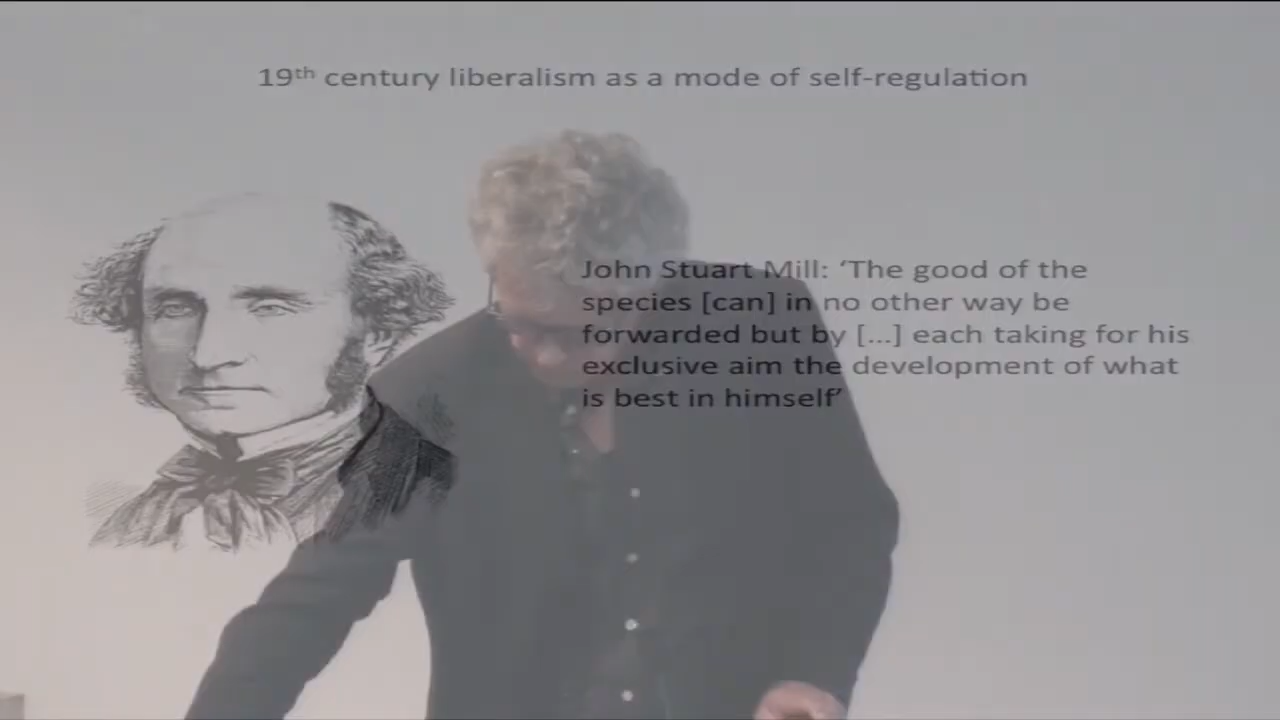 19th century liberalism as a mode of self-regulation
John Stuart Mill: ‘The good of the
species [can] in no other way be
forwarded but by [...] each taking for his
exclusive aim the development of what
is best in himself’